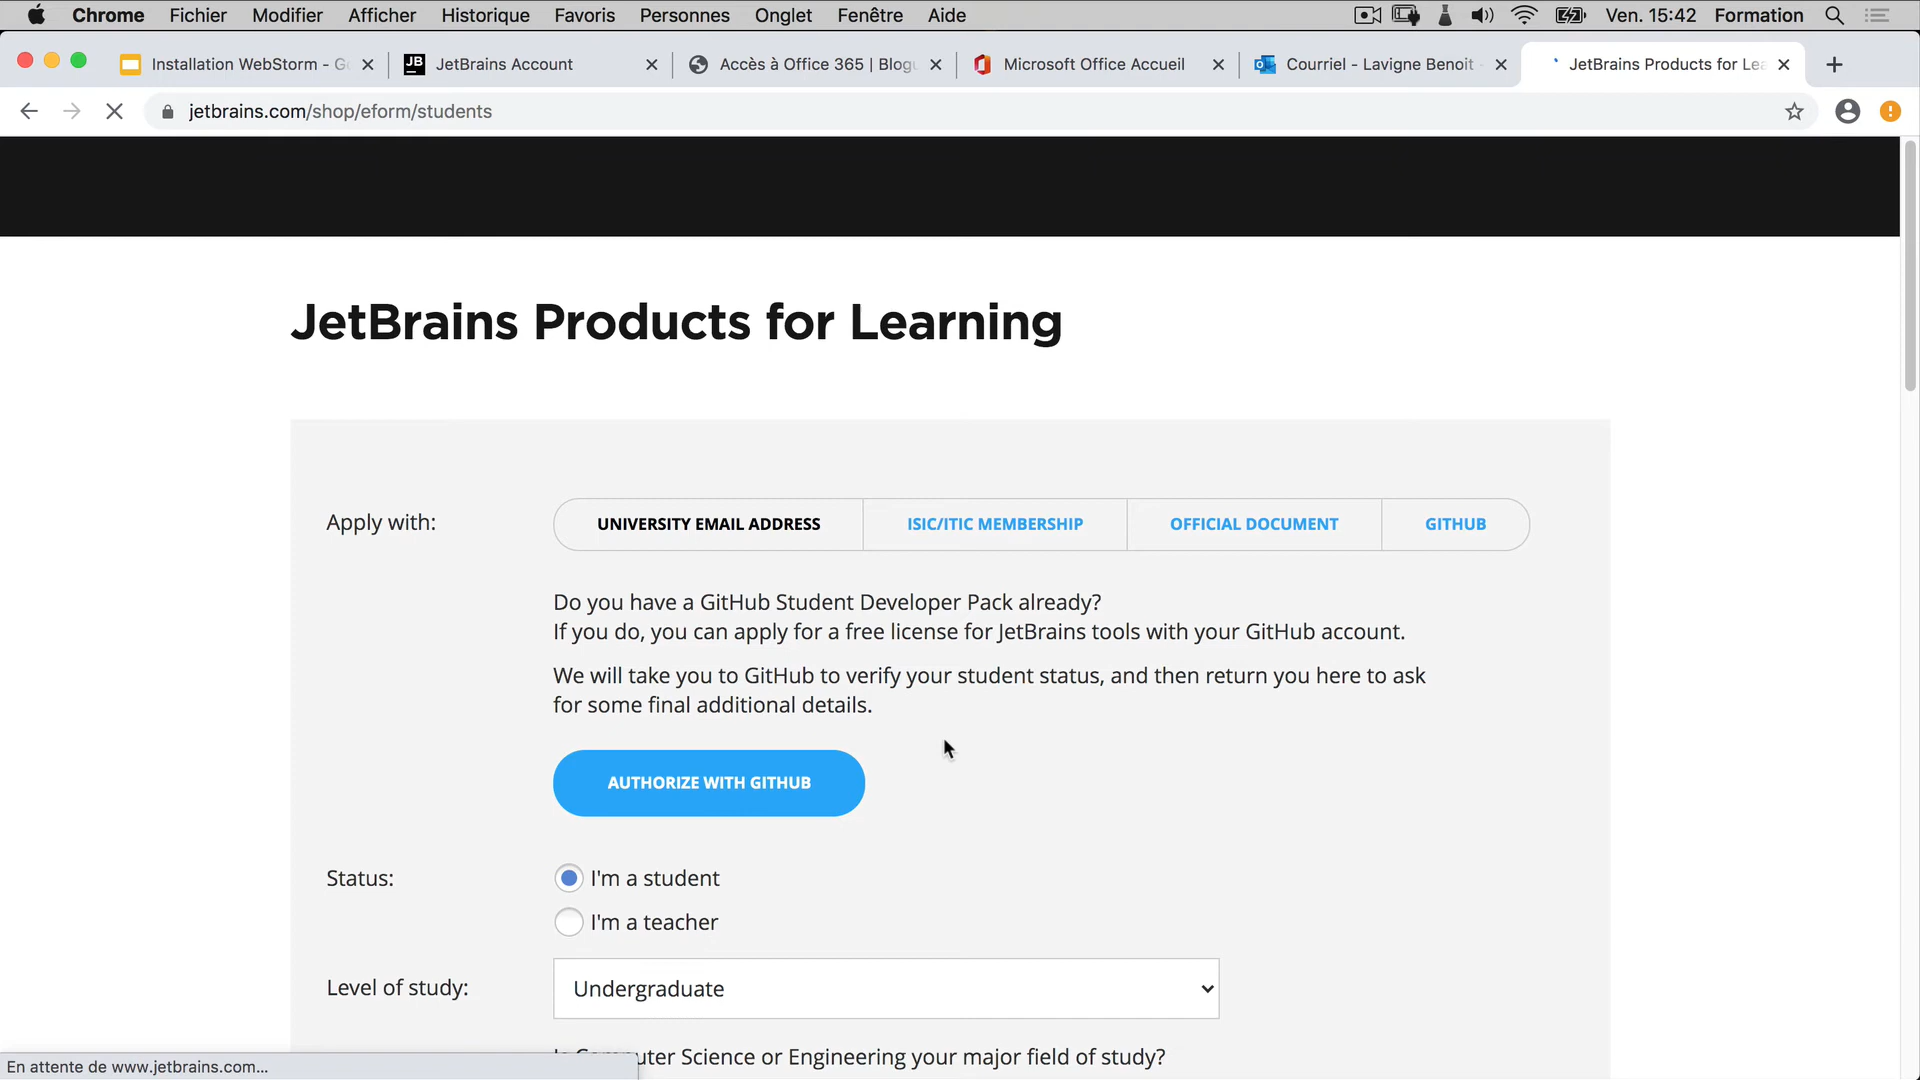 Chrome Fichier Modifier Afficher Historique Favoris Personnes Onglet Fenêtre Aide Ven. 15:42 Formation
Installation WebStorm - G JB JetBrains Account Accès à Office 365 | Blogu Microsoft Office Accueil Courriel - Lavigne Benoit - JetBrains Products for Lea
jetbrains.com/shop/eform/students
JetBrains Products for Learning
Apply with: UNIVERSITY EMAIL ADDRESS ISIC/ITIC MEMBERSHIP OFFICIAL DOCUMENT GITHUB
Do you have a GitHub Student Developer Pack already?
If you do, you can apply for a free license for JetBrains tools with your GitHub account.
We will take you to GitHub to verify your student status, and then return you here to ask
for some final additional details.
AUTHORIZE WITH GITHUB
Status: I'm a student
I'm a teacher
Level of study: Undergraduate
Computer Science or Engineering your major field of study?
En attente de www.jetbrains.com...